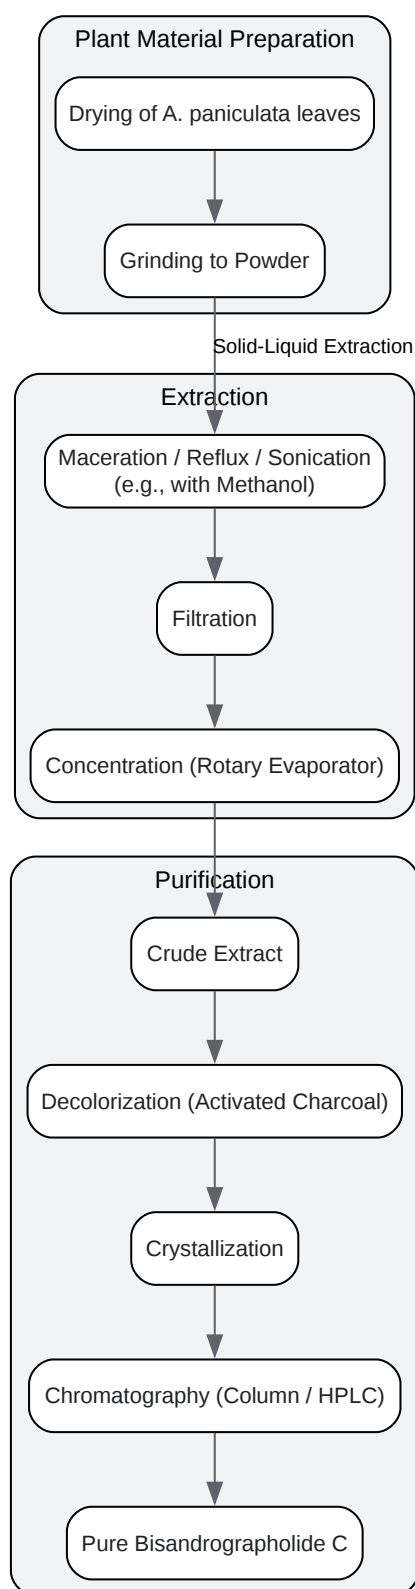 Plant Material Preparation
Drying of A. paniculata leaves
Grinding to Powder
Solid-Liquid Extraction
Extraction
Maceration / Reflux / Sonication
(e.g., with Methanol)
Filtration
Concentration (Rotary Evaporator)
Purification
Crude Extract
Decolorization (Activated Charcoal)
Crystallization
Chromatography (Column / HPLC)
Pure Bisandrographolide C